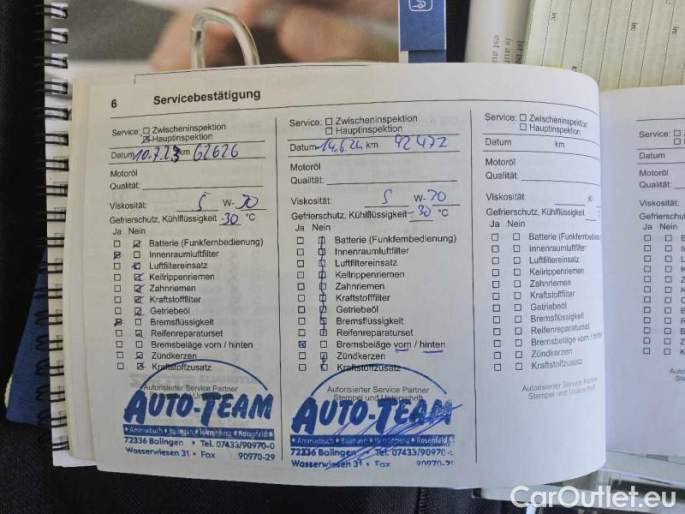 6 Servicebestätigung
Service: Zwischeninspektion
Hauptinspektion
Datum 10.7.23 km 62626
Motoröl
Qualität:
Viskosität: 5 W-30
Gefrierschutz, Kühlflüssigkeit -30 °C
Ja Nein
Batterie (Funkfernbedienung)
Innenraumluftfilter
Luftfiltereinsatz
Keilrippenriemen
Zahnriemen
Kraftstofffilter
Getriebeöl
Bremsflüssigkeit
Reifenreparaturset
Bremsbeläge vorn / hinten
Zündkerzen
Kraftstoffzusatz
Autorisierter Service Partner
AUTO-TEAM
72336 Balingen • Tel. 07433/90970-0
Wasserwiesen 31 • Fax 90970-29
Service: Zwischeninspektion
Hauptinspektion
Datum 14.6.24 km
Motoröl
Qualität:
Viskosität: 5 W-30
Gefrierschutz, Kühlflüssigkeit -30 °C
Ja Nein
Batterie (Funkfernbedienung)
Innenraumluftfilter
Luftfiltereinsatz
Keilrippenriemen
Zahnriemen
Kraftstofffilter
Getriebeöl
Bremsflüssigkeit
Reifenreparaturset
Bremsbeläge vorn / hinten
Zündkerzen
Kraftstoffzusatz
Autorisierter Service Partner
Stempel und Unterschrift
AUTO-TEAM
72336 Balingen • Tel. 07433/90970
Wasserwiesen 31 • Fax
Service: Zwischeninspektion
Hauptinspektion
Datum km
Motoröl
Qualität:
Viskosität:
Gefrierschutz, Kühlflüssigkeit
Ja Nein
Batterie (Funkfernbedienung)
Innenraumluftfilter
Luftfiltereinsatz
Keilrippenriemen
Zahnriemen
Kraftstofffilter
Getriebeöl
Bremsflüssigkeit
Reifenreparaturset
Bremsbeläge vorn / hinten
Zündkerzen
Kraftstoffzusatz
Autorisierter Service Partner
Stempel und Unterschrift
Service:
Datum
Motoröl
Qualität:
Viskosität:
Gefrierschutz
Ja Nein
CarOutlet.eu